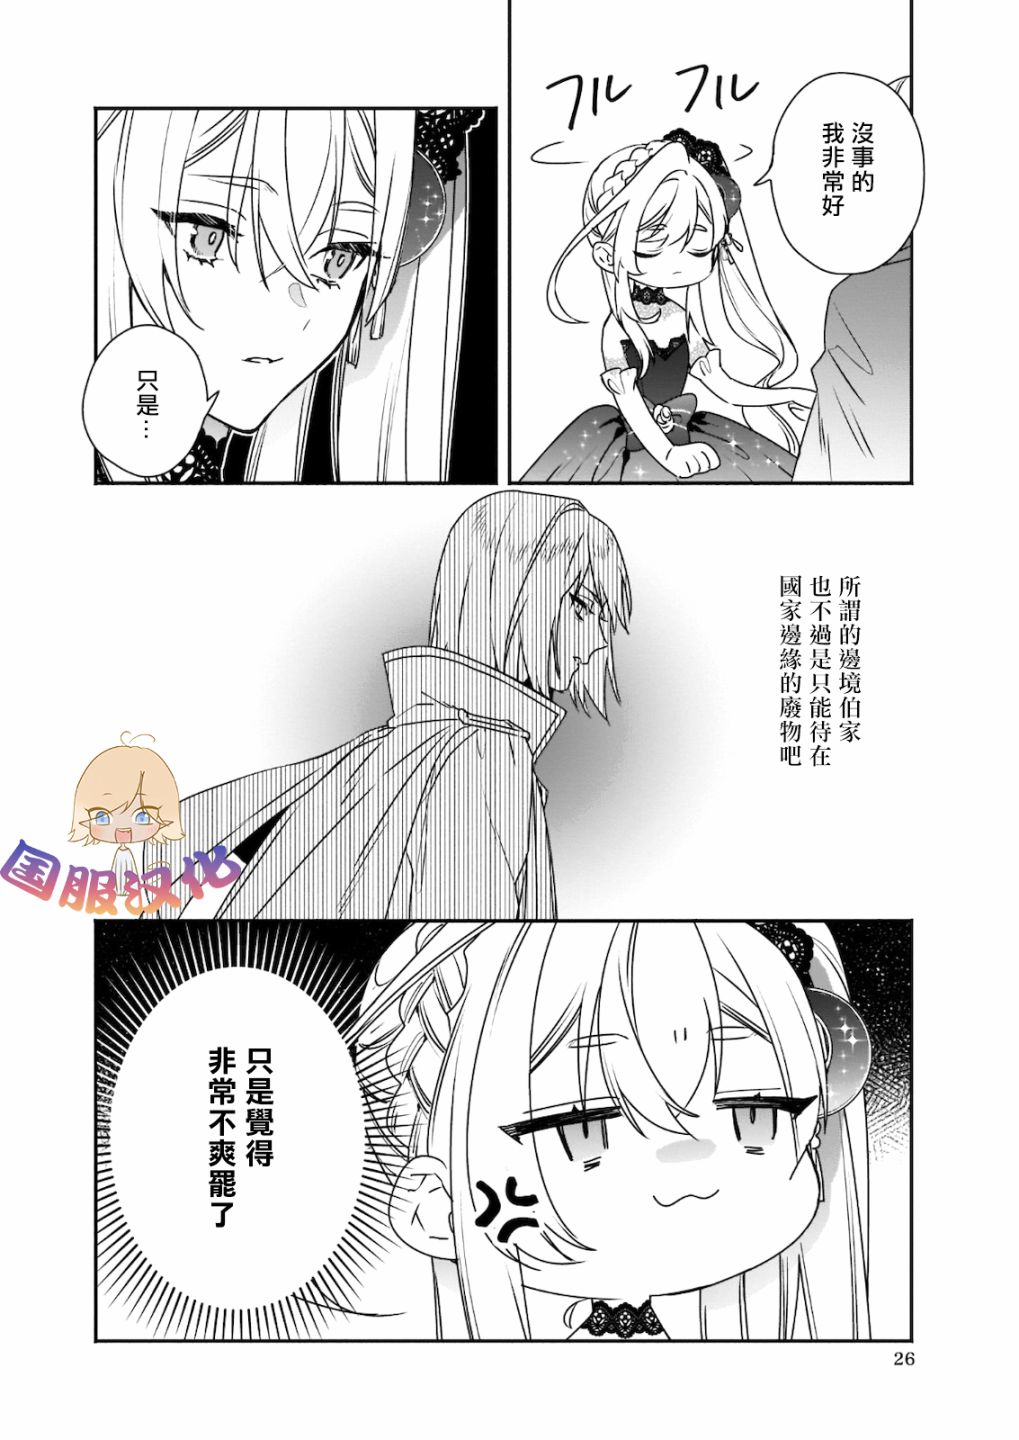 フル フル
沒事的
我非常好
只是…
所謂的邊境伯家
也不過是只能待在
國家邊緣的廢物吧
国服汉化
只是覺得
非常不爽罷了
26